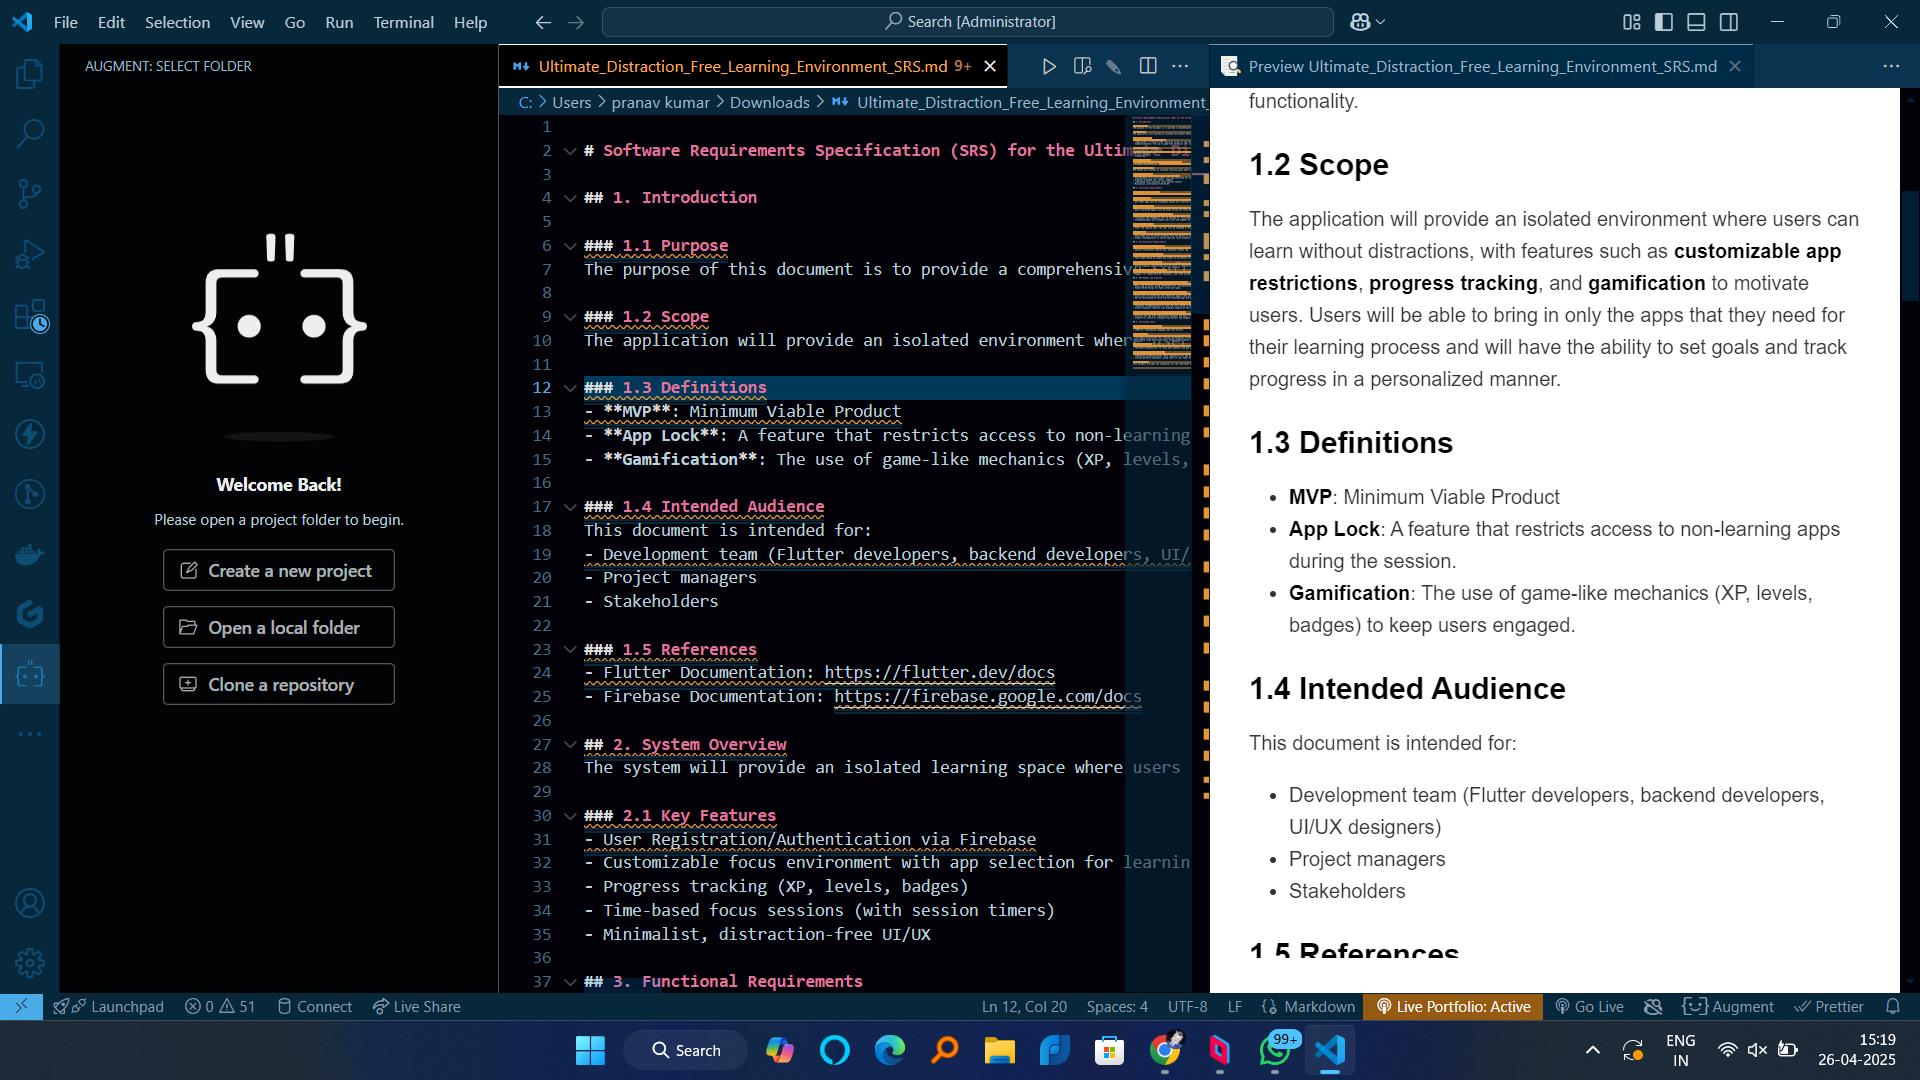 File Edit Selection View Go Run Terminal Help
Search [Administrator]
AUGMENT: SELECT FOLDER
Welcome Back!
Please open a project folder to begin.
Create a new project
Open a local folder
Clone a repository
Ultimate_Distraction_Free_Learning_Environment_SRS.md 9+
C: > Users > pranav kumar > Downloads > Ultimate_Distraction_Free_Learning_Environment_
1
2 # Software Requirements Specification (SRS) for the Ultimate Di
3
4 ## 1. Introduction
5
6 ### 1.1 Purpose
7 The purpose of this document is to provide a comprehensiv
8
9 ### 1.2 Scope
10 The application will provide an isolated environment wher
11
12 ### 1.3 Definitions
13 - **MVP**: Minimum Viable Product
14 - **App Lock**: A feature that restricts access to non-learning
15 - **Gamification**: The use of game-like mechanics (XP, levels,
16
17 ### 1.4 Intended Audience
18 This document is intended for:
19 - Development team (Flutter developers, backend developers, UI/
20 - Project managers
21 - Stakeholders
22
23 ### 1.5 References
24 - Flutter Documentation: https://flutter.dev/docs
25 - Firebase Documentation: https://firebase.google.com/docs
26
27 ## 2. System Overview
28 The system will provide an isolated learning space where users
29
30 ### 2.1 Key Features
31 - User Registration/Authentication via Firebase
32 - Customizable focus environment with app selection for learnin
33 - Progress tracking (XP, levels, badges)
34 - Time-based focus sessions (with session timers)
35 - Minimalist, distraction-free UI/UX
36
37 ## 3. Functional Requirements
Preview Ultimate_Distraction_Free_Learning_Environment_SRS.md
functionality.
1.2 Scope
The application will provide an isolated environment where users can
learn without distractions, with features such as customizable app
restrictions, progress tracking, and gamification to motivate
users. Users will be able to bring in only the apps that they need for
their learning process and will have the ability to set goals and track
progress in a personalized manner.
1.3 Definitions
• MVP: Minimum Viable Product
• App Lock: A feature that restricts access to non-learning apps
during the session.
• Gamification: The use of game-like mechanics (XP, levels,
badges) to keep users engaged.
1.4 Intended Audience
This document is intended for:
• Development team (Flutter developers, backend developers,
UI/UX designers)
• Project managers
• Stakeholders
1.5 References
Launchpad 0 51 Connect Live Share
Ln 12, Col 20 Spaces: 4 UTF-8 LF Markdown Live Portfolio: Active Go Live Augment Prettier
Search
99+
ENG
IN
15:19
26-04-2025